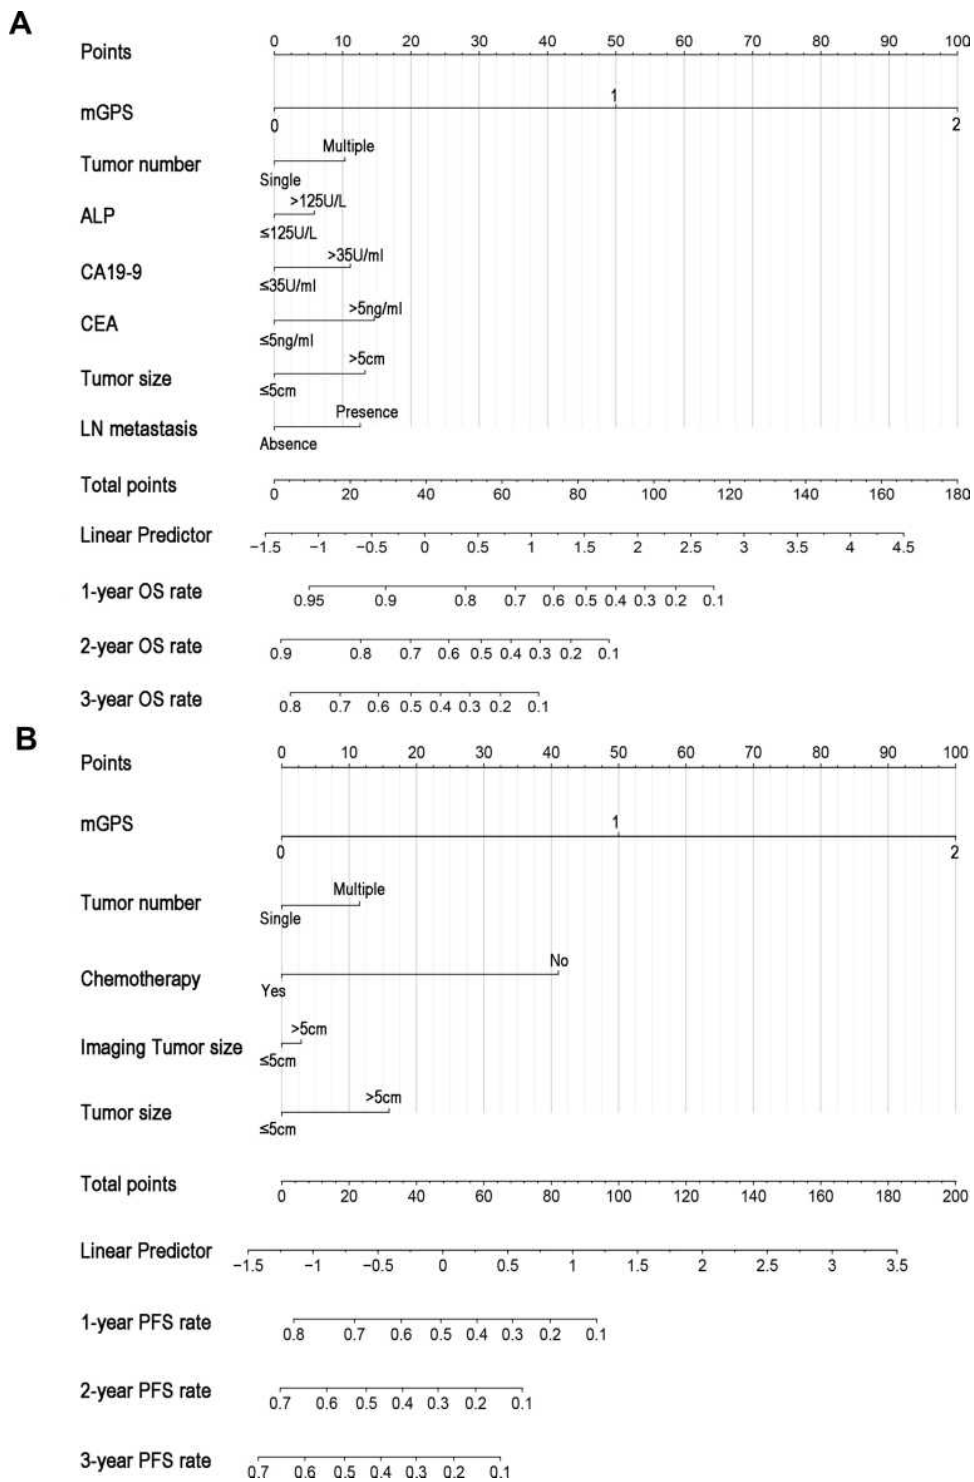 A
Points 0 10 20 30 40 50 60 70 80 90 100
mGPS 0 1 2
Tumor number Single Multiple
ALP ≤125U/L >125U/L
CA19-9 ≤35U/ml >35U/ml
CEA ≤5ng/ml >5ng/ml
Tumor size ≤5cm >5cm
LN metastasis Absence Presence
Total points 0 20 40 60 80 100 120 140 160 180
Linear Predictor −1.5 −1 −0.5 0 0.5 1 1.5 2 2.5 3 3.5 4 4.5
1-year OS rate 0.95 0.9 0.8 0.7 0.6 0.5 0.4 0.3 0.2 0.1
2-year OS rate 0.9 0.8 0.7 0.6 0.5 0.4 0.3 0.2 0.1
3-year OS rate 0.8 0.7 0.6 0.5 0.4 0.3 0.2 0.1
B
Points 0 10 20 30 40 50 60 70 80 90 100
mGPS 0 1 2
Tumor number Single Multiple
Chemotherapy Yes No
Imaging Tumor size ≤5cm >5cm
Tumor size ≤5cm >5cm
Total points 0 20 40 60 80 100 120 140 160 180 200
Linear Predictor −1.5 −1 −0.5 0 0.5 1 1.5 2 2.5 3 3.5
1-year PFS rate 0.8 0.7 0.6 0.5 0.4 0.3 0.2 0.1
2-year PFS rate 0.7 0.6 0.5 0.4 0.3 0.2 0.1
3-year PFS rate 0.7 0.6 0.5 0.4 0.3 0.2 0.1